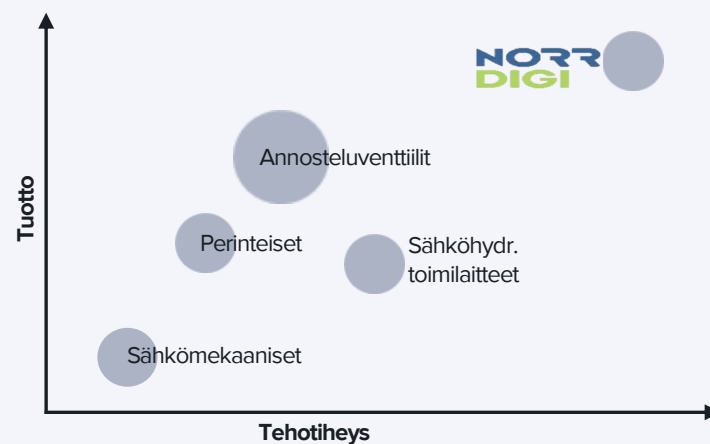 NORR
DIGI
Annosteluventtiilit
Perinteiset
Sähköhydr.
toimilaitteet
Sähkömekaaniset
Tuotto
Tehotiheys